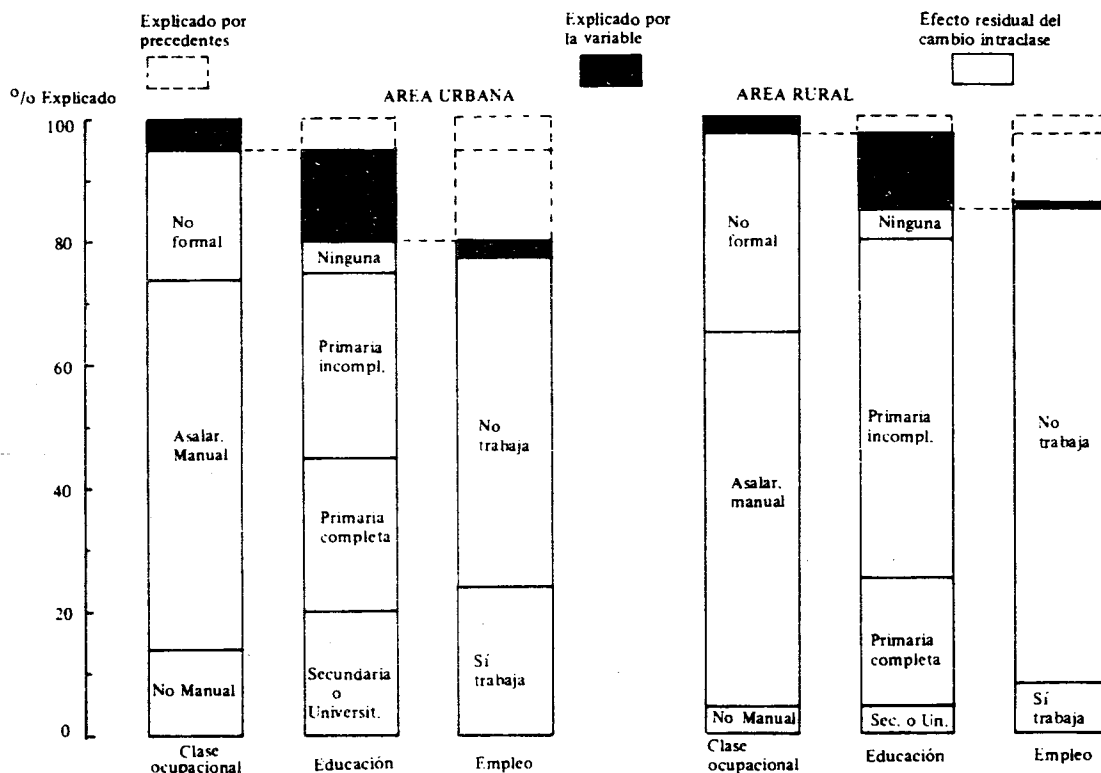 Explicado por
precedentes
Explicado por
la variable
Efecto residual del
cambio intraclase
º/o Explicado
AREA URBANA
AREA RURAL
100
80
60
40
20
0
No
formal
Asalar.
Manual
No Manual
Clase
ocupacional
Ninguna
Primaria
incompl.
Primaria
completa
Secundaria
o
Universit.
Educación
No
trabaja
Sí
trabaja
Empleo
No
formal
Asalar.
manual
No Manual
Clase
ocupacional
Ninguna
Primaria
incompl.
Primaria
completa
Sec. o Un.
Educación
No
trabaja
Sí
trabaja
Empleo